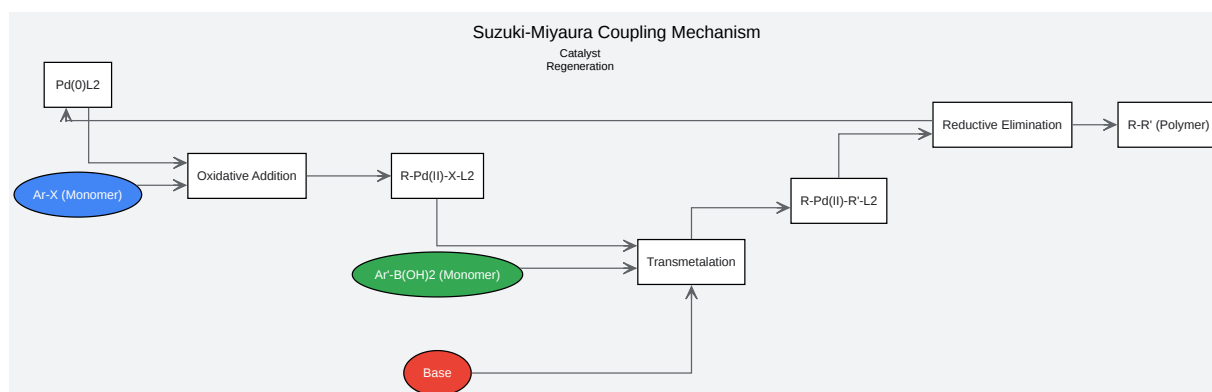 Suzuki-Miyaura Coupling Mechanism
Catalyst
Regeneration
Pd(0)L2
Reductive Elimination
R-R' (Polymer)
Oxidative Addition
R-Pd(II)-X-L2
Ar-X (Monomer)
R-Pd(II)-R'-L2
Transmetalation
Ar'-B(OH)2 (Monomer)
Base